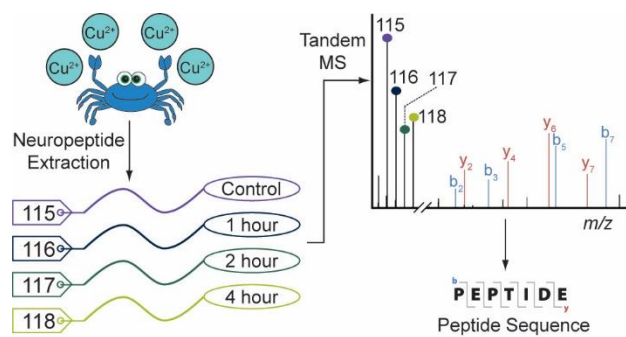 Cu²⁺
Cu²⁺
Cu²⁺
Cu²⁺
Neuropeptide
Extraction
115
Control
116
1 hour
117
2 hour
118
4 hour
Tandem
MS
115
116
117
118
b₂
y₂
b₃
y₄
y₆
b₅
y₇
b₇
m/z
b
PEPTIDE
y
Peptide Sequence